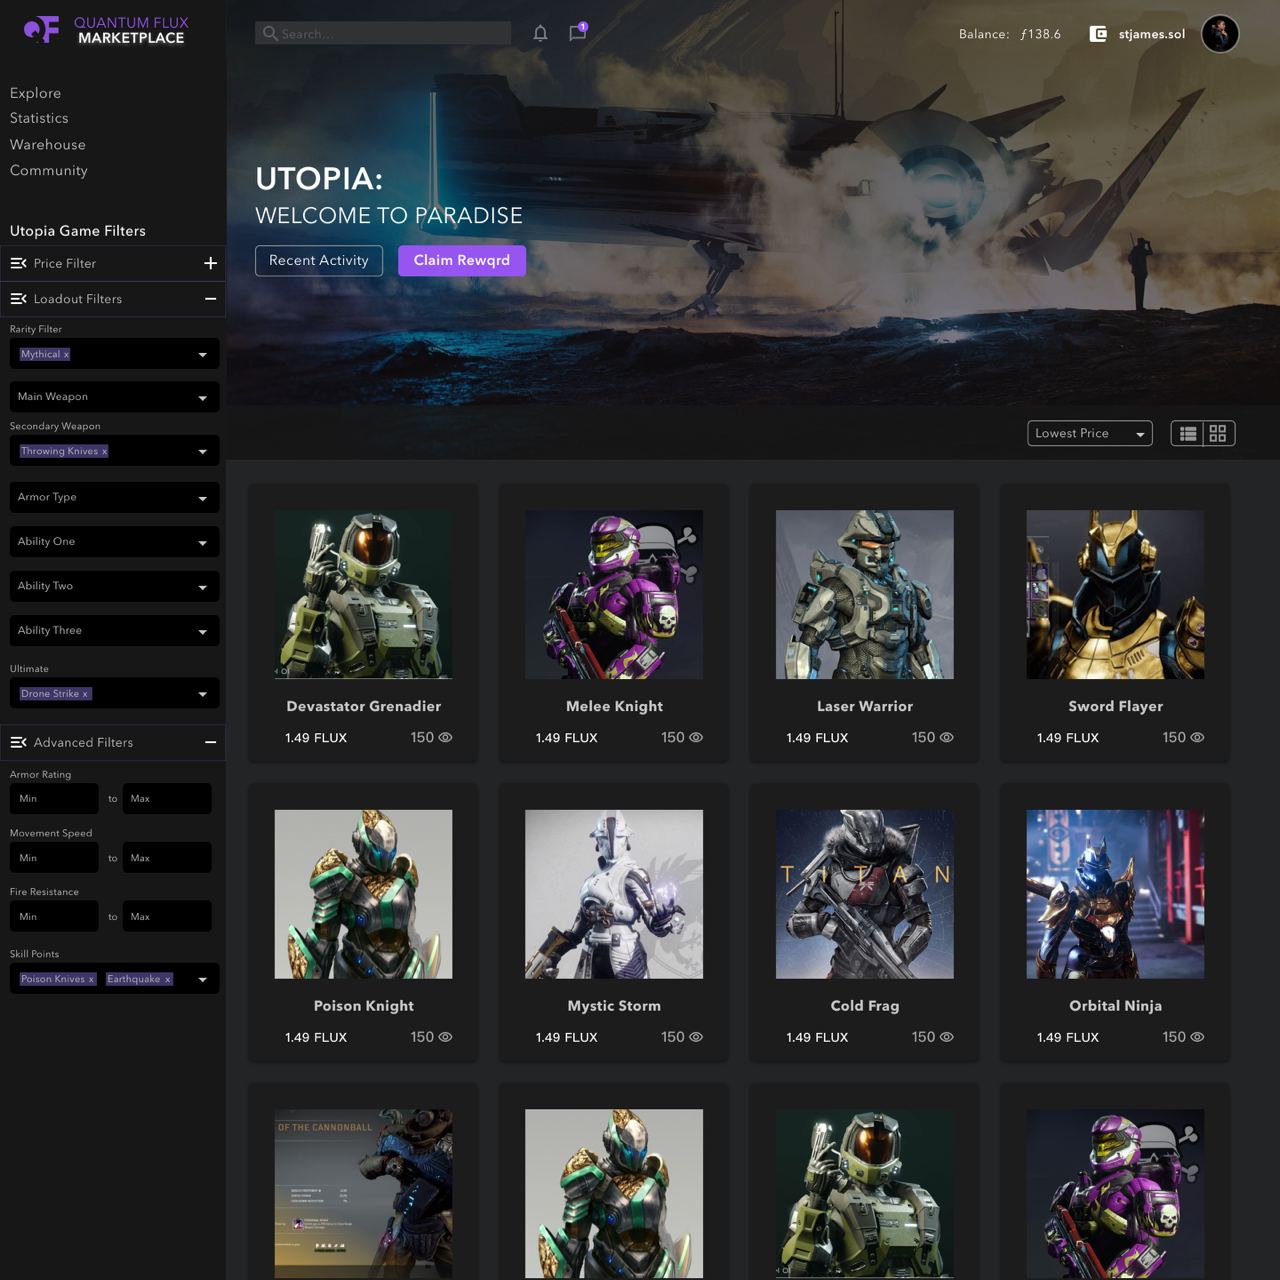 QUANTUM FLUX
MARKETPLACE
Search...
1
Balance: ƒ138.6
stjames.sol
Explore
Statistics
Warehouse
Community
UTOPIA:
WELCOME TO PARADISE
Recent Activity
Claim Rewqrd
Utopia Game Filters
Price Filter
Loadout Filters
Rarity Filter
Mythical x
Main Weapon
Secondary Weapon
Throwing Knives x
Armor Type
Ability One
Ability Two
Ability Three
Ultimate
Drone Strike x
Advanced Filters
Armor Rating
Min to Max
Movement Speed
Min to Max
Fire Resistance
Min to Max
Skill Points
Poison Knives x Earthquake x
Lowest Price
Devastator Grenadier
1.49 FLUX 150
Melee Knight
1.49 FLUX 150
Laser Warrior
1.49 FLUX 150
Sword Flayer
1.49 FLUX 150
Poison Knight
1.49 FLUX 150
Mystic Storm
1.49 FLUX 150
TITAN
Cold Frag
1.49 FLUX 150
Orbital Ninja
1.49 FLUX 150
OF THE CANNONBALL